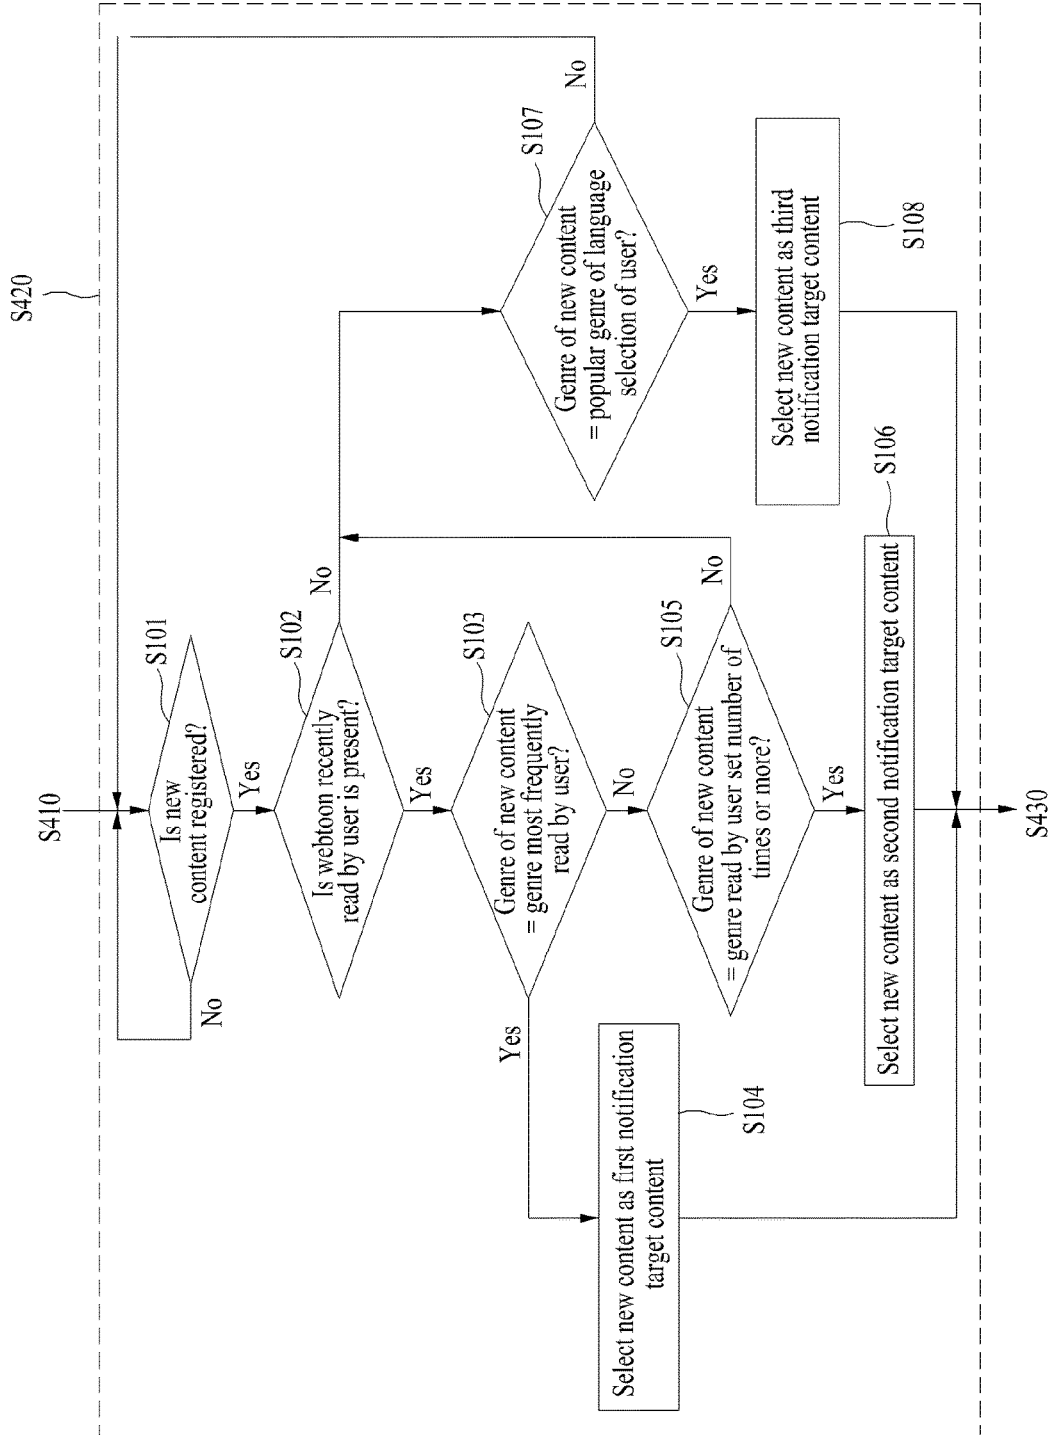 S410
S420
S101
Is new
content registered?
No
Yes
S102
Is webtoon recently
read by user is present?
No
Yes
S103
Genre of new content
= genre most frequently
read by user?
Yes
No
S104
Select new content as first notification
target content
S105
Genre of new content
= genre read by user set number of
times or more?
No
Yes
S106
Select new content as second notification target content
S107
Genre of new content
= popular genre of language
selection of user?
No
Yes
S108
Select new content as third
notification target content
S430